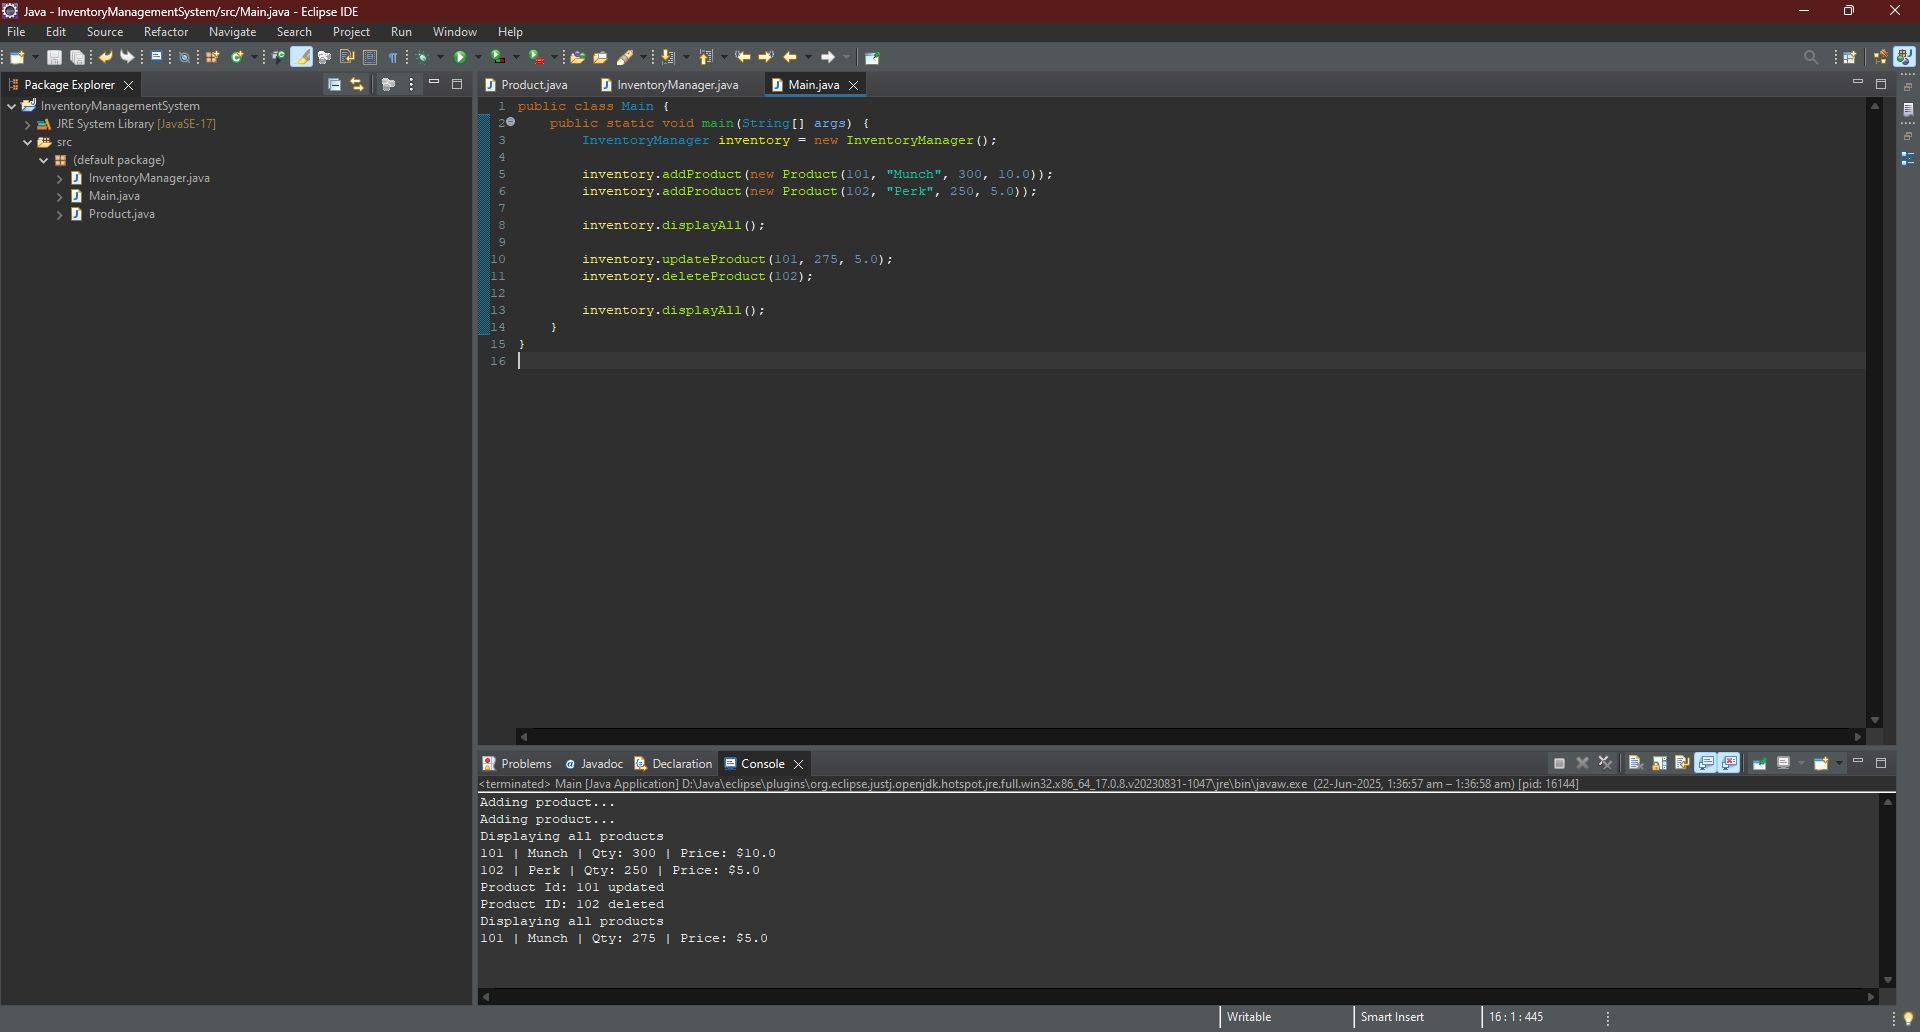 Java - InventoryManagementSystem/src/Main.java - Eclipse IDE
File Edit Source Refactor Navigate Search Project Run Window Help
Package Explorer
InventoryManagementSystem
JRE System Library [JavaSE-17]
src
(default package)
InventoryManager.java
Main.java
Product.java
Product.java InventoryManager.java Main.java
1 public class Main {
2 public static void main(String[] args) {
3 InventoryManager inventory = new InventoryManager();
4
5 inventory.addProduct(new Product(101, "Munch", 300, 10.0));
6 inventory.addProduct(new Product(102, "Perk", 250, 5.0));
7
8 inventory.displayAll();
9
10 inventory.updateProduct(101, 275, 5.0);
11 inventory.deleteProduct(102);
12
13 inventory.displayAll();
14 }
15 }
16
Problems Javadoc Declaration Console
<terminated> Main [Java Application] D:\Java\eclipse\plugins\org.eclipse.justj.openjdk.hotspot.jre.full.win32.x86_64_17.0.8.v20230831-1047\jre\bin\javaw.exe (22-Jun-2025, 1:36:57 am – 1:36:58 am) [pid: 16144]
Adding product...
Adding product...
Displaying all products
101 | Munch | Qty: 300 | Price: $10.0
102 | Perk | Qty: 250 | Price: $5.0
Product Id: 101 updated
Product ID: 102 deleted
Displaying all products
101 | Munch | Qty: 275 | Price: $5.0
Writable Smart Insert 16 : 1 : 445